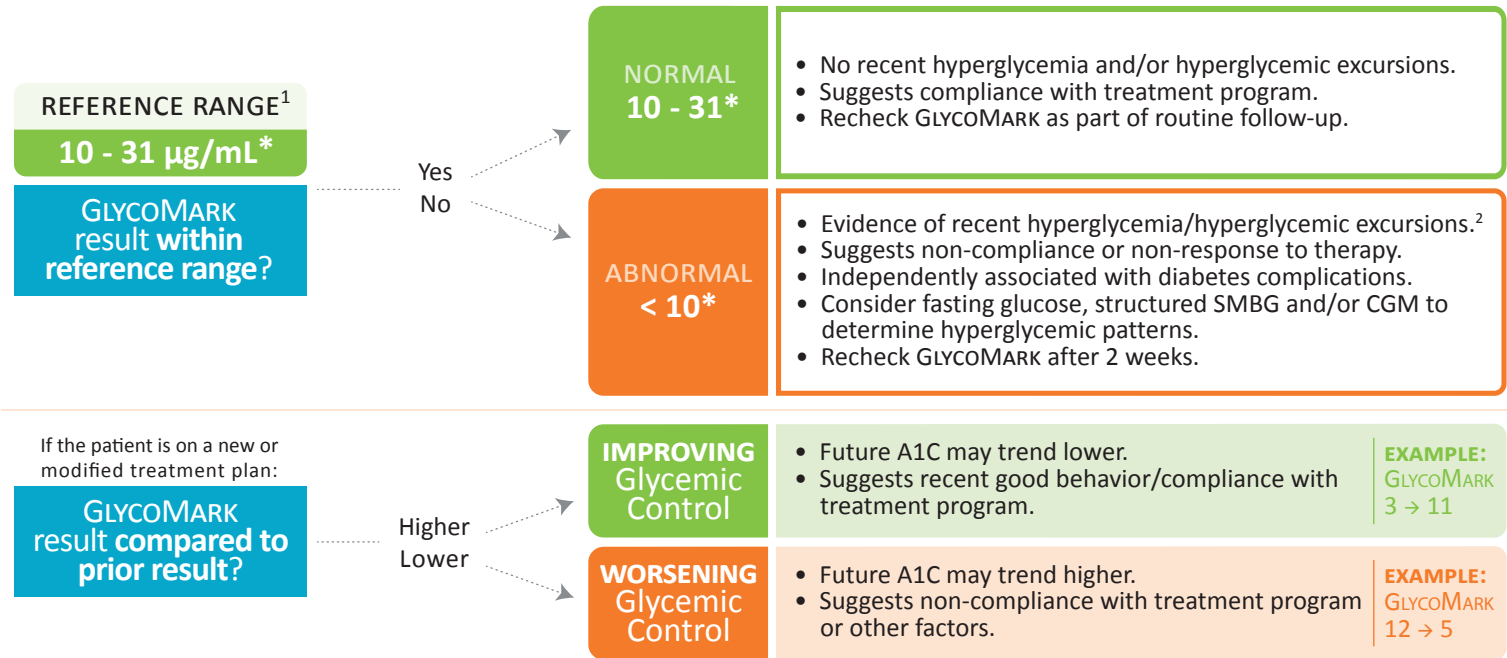 REFERENCE RANGE1
10 - 31 µg/mL*
GLYCOMARK
result within
reference range?
Yes
No
NORMAL
10 - 31*
• No recent hyperglycemia and/or hyperglycemic excursions.
• Suggests compliance with treatment program.
• Recheck GLYCOMARK as part of routine follow-up.
ABNORMAL
< 10*
• Evidence of recent hyperglycemia/hyperglycemic excursions.2
• Suggests non-compliance or non-response to therapy.
• Independently associated with diabetes complications.
• Consider fasting glucose, structured SMBG and/or CGM to
determine hyperglycemic patterns.
• Recheck GLYCOMARK after 2 weeks.
If the patient is on a new or
modified treatment plan:
GLYCOMARK
result compared to
prior result?
Higher
Lower
IMPROVING
Glycemic
Control
• Future A1C may trend lower.
• Suggests recent good behavior/compliance with
treatment program.
EXAMPLE:
GLYCOMARK
3 → 11
WORSENING
Glycemic
Control
• Future A1C may trend higher.
• Suggests non-compliance with treatment program
or other factors.
EXAMPLE:
GLYCOMARK
12 → 5